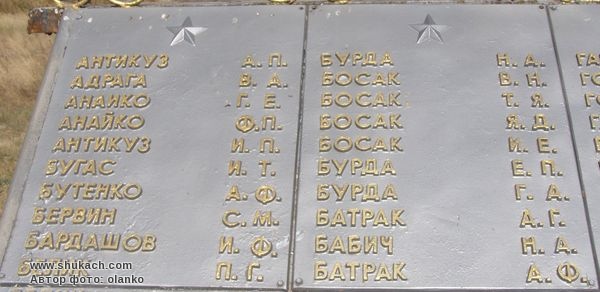 АНТИКУЗ А. П.
АДРАГА В. А.
АНАЙКО Г. Е.
АНАЙКО Ф.П.
АНТИКУЗ И. П.
БУГАС И. Т.
БУТЕНКО А. Ф.
БЕРВИН С. М.
БАРДАШОВ И. Ф.
БЕЛИК П. Г.
БУРДА Н. А.
БОСАК В. Н.
БОСАК Т. Я.
БОСАК Я. Д.
БОСАК И. Е.
БУРДА Е. П.
БУРДА Г. А.
БАТРАК А. Г.
БАБИЧ Н. А.
БАТРАК А. Ф.
www.shukach.com
Автор фото: olanko